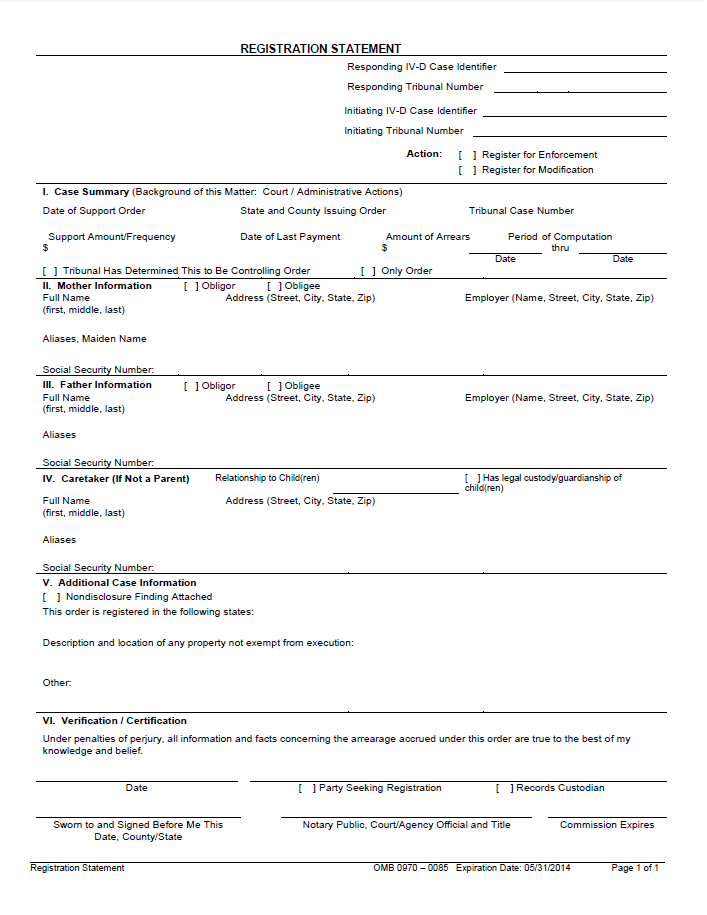 REGISTRATION STATEMENT
Responding IV-D Case Identifier
Responding Tribunal Number
Initiating IV-D Case Identifier
Initiating Tribunal Number
Action: [ ] Register for Enforcement
[ ] Register for Modification
I. Case Summary (Background of this Matter: Court / Administrative Actions)
Date of Support Order State and County Issuing Order Tribunal Case Number
Support Amount/Frequency Date of Last Payment Amount of Arrears Period of Computation
$ $ thru
Date Date
[ ] Tribunal Has Determined This to Be Controlling Order [ ] Only Order
II. Mother Information [ ] Obligor [ ] Obligee
Full Name Address (Street, City, State, Zip) Employer (Name, Street, City, State, Zip)
(first, middle, last)
Aliases, Maiden Name
Social Security Number:
III. Father Information [ ] Obligor [ ] Obligee
Full Name Address (Street, City, State, Zip) Employer (Name, Street, City, State, Zip)
(first, middle, last)
Aliases
Social Security Number:
IV. Caretaker (If Not a Parent) Relationship to Child(ren) [ ] Has legal custody/guardianship of
child(ren)
Full Name Address (Street, City, State, Zip)
(first, middle, last)
Aliases
Social Security Number:
V. Additional Case Information
[ ] Nondisclosure Finding Attached
This order is registered in the following states:
Description and location of any property not exempt from execution:
Other:
VI. Verification / Certification
Under penalties of perjury, all information and facts concerning the arrearage accrued under this order are true to the best of my
knowledge and belief.
Date [ ] Party Seeking Registration [ ] Records Custodian
Sworn to and Signed Before Me This Notary Public, Court/Agency Official and Title Commission Expires
Date, County/State
Registration Statement OMB 0970 – 0085 Expiration Date: 05/31/2014 Page 1 of 1